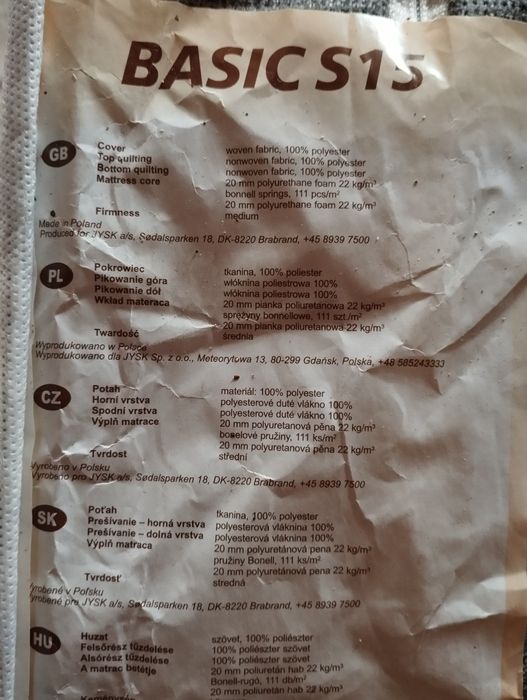 BASIC S15
GB
Cover woven fabric, 100% polyester
Top quilting nonwoven fabric, 100% polyester
Bottom quilting nonwoven fabric, 100% polyester
Mattress core 20 mm polyurethane foam 22 kg/m³
bonnell springs, 111 pcs/m²
20 mm polyurethane foam 22 kg/m³
Firmness medium
Made in Poland
Produced for JYSK a/s, Sødalsparken 18, DK-8220 Brabrand, +45 8939 7500
PL
Pokrowiec tkanina, 100% poliester
Pikowanie góra włóknina poliestrowa 100%
Pikowanie dół włóknina poliestrowa 100%
Wkład materaca 20 mm pianka poliuretanowa 22 kg/m³
sprężyny bonnellowe, 111 szt./m²
20 mm pianka poliuretanowa 22 kg/m³
Twardość średnia
Wyprodukowano w Polsce
Wyprodukowano dla JYSK Sp. z o.o., Meteorytowa 13, 80-299 Gdańsk, Polska, +48 585243333
CZ
Potah materiál: 100% polyester
Horní vrstva polyesterové duté vlákno 100%
Spodní vrstva polyesterové duté vlákno 100%
Výplň matrace 20 mm polyuretanová pěna 22 kg/m³
bonelové pružiny, 111 ks/m²
20 mm polyuretanová pěna 22 kg/m³
Tvrdost střední
Vyrobeno v Polsku
Vyrobeno pro JYSK a/s, Sødalsparken 18, DK-8220 Brabrand, +45 8939 7500
SK
Poťah tkanina, 100% polyester
Prešívanie – horná vrstva polyesterová vláknina 100%
Prešívanie – dolná vrstva polyesterová vláknina 100%
Výplň matraca 20 mm polyuretánová pena 22 kg/m³
pružiny Bonell, 111 ks/m²
20 mm polyuretánová pena 22 kg/m³
Tvrdosť stredná
yrobené v Poľsku
yrobené pre JYSK a/s, Sødalsparken 18, DK-8220 Brabrand, +45 8939 7500
HU
Huzat szövet, 100% poliészter
Felsőrész tűzdelése 100% poliészter szövet
Alsórész tűzdelése 100% poliészter szövet
A matrac betétje 20 mm poliuretán hab 22 kg/m³
Bonell-rugó, 111 db/m²
20 mm poliuretán hab 22 kg/m³